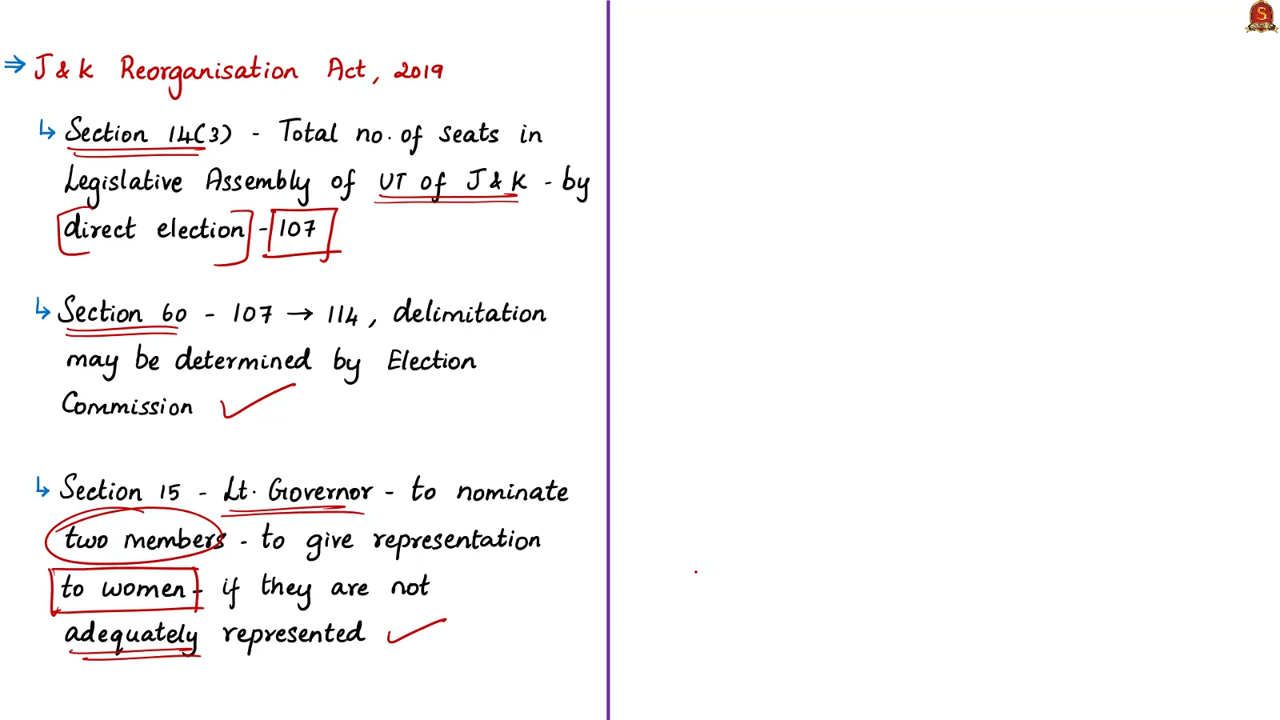 ⇒ J & K Reorganisation Act, 2019
↳ Section 14(3) - Total no. of seats in
Legislative Assembly of UT of J & K - by
direct election - 107
↳ Section 60 - 107 → 114, delimitation
may be determined by Election
Commission ✓
↳ Section 15 - Lt. Governor - to nominate
two members - to give representation
to women - if they are not
adequately represented ✓
S